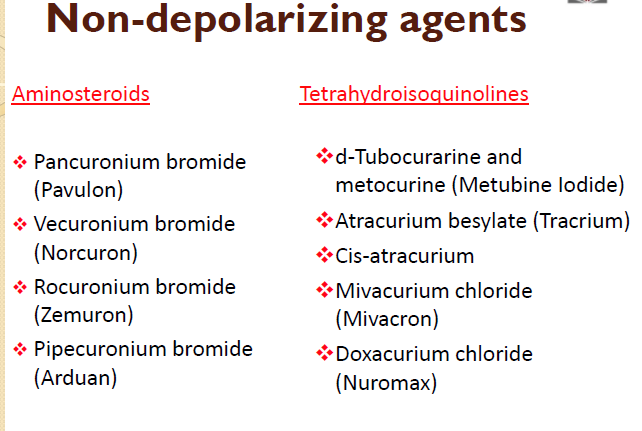 Non-depolarizing agents
Aminosteroids
❖ Pancuronium bromide
(Pavulon)
❖ Vecuronium bromide
(Norcuron)
❖ Rocuronium bromide
(Zemuron)
❖ Pipecuronium bromide
(Arduan)
Tetrahydroisoquinolines
❖d-Tubocurarine and
metocurine (Metubine Iodide)
❖Atracurium besylate (Tracrium)
❖Cis-atracurium
❖Mivacurium chloride
(Mivacron)
❖Doxacurium chloride
(Nuromax)